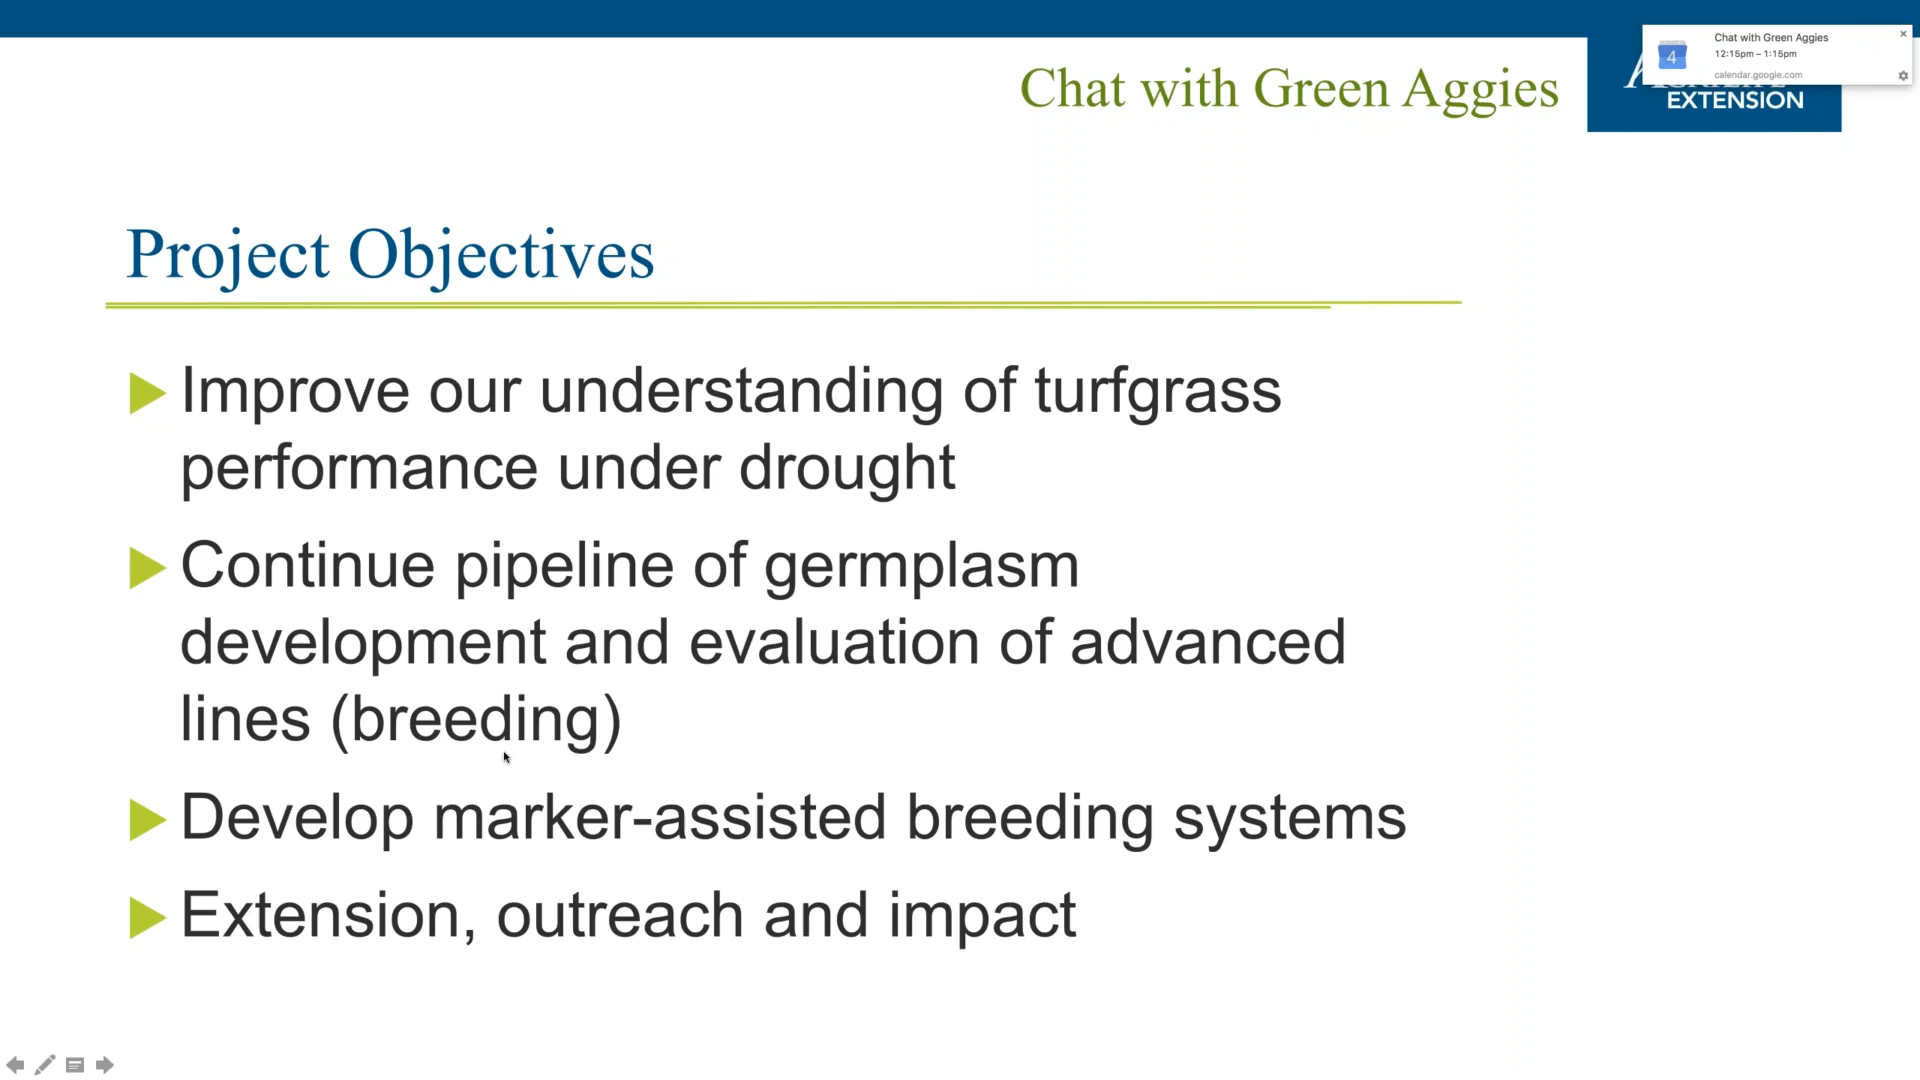 Chat with Green Aggies
12:15pm – 1:15pm
calendar.google.com
4
Chat with Green Aggies
EXTENSION
Project Objectives
Improve our understanding of turfgrass
performance under drought
Continue pipeline of germplasm
development and evaluation of advanced
lines (breeding)
Develop marker-assisted breeding systems
Extension, outreach and impact